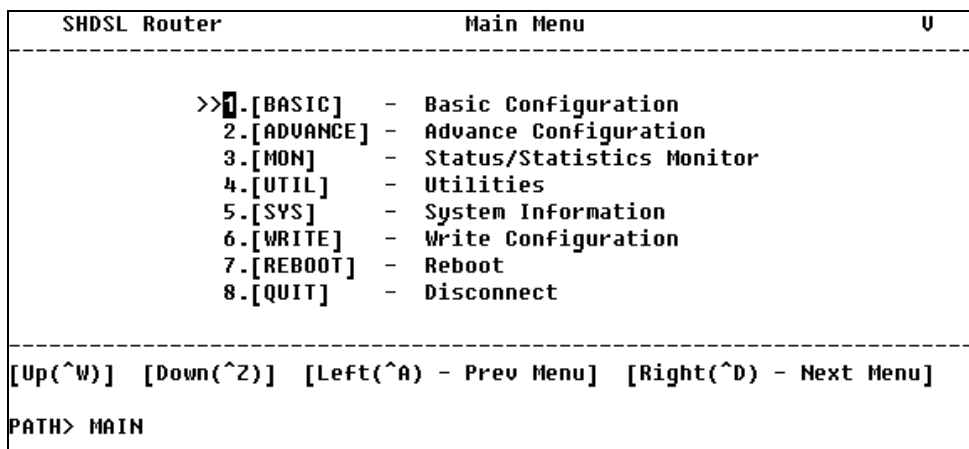 SHDSL Router Main Menu V
--------------------------------------------------------------------------------
>>1.[BASIC] - Basic Configuration
2.[ADVANCE] - Advance Configuration
3.[MON] - Status/Statistics Monitor
4.[UTIL] - Utilities
5.[SYS] - System Information
6.[WRITE] - Write Configuration
7.[REBOOT] - Reboot
8.[QUIT] - Disconnect
--------------------------------------------------------------------------------
[Up(^W)] [Down(^Z)] [Left(^A) - Prev Menu] [Right(^D) - Next Menu]
PATH> MAIN